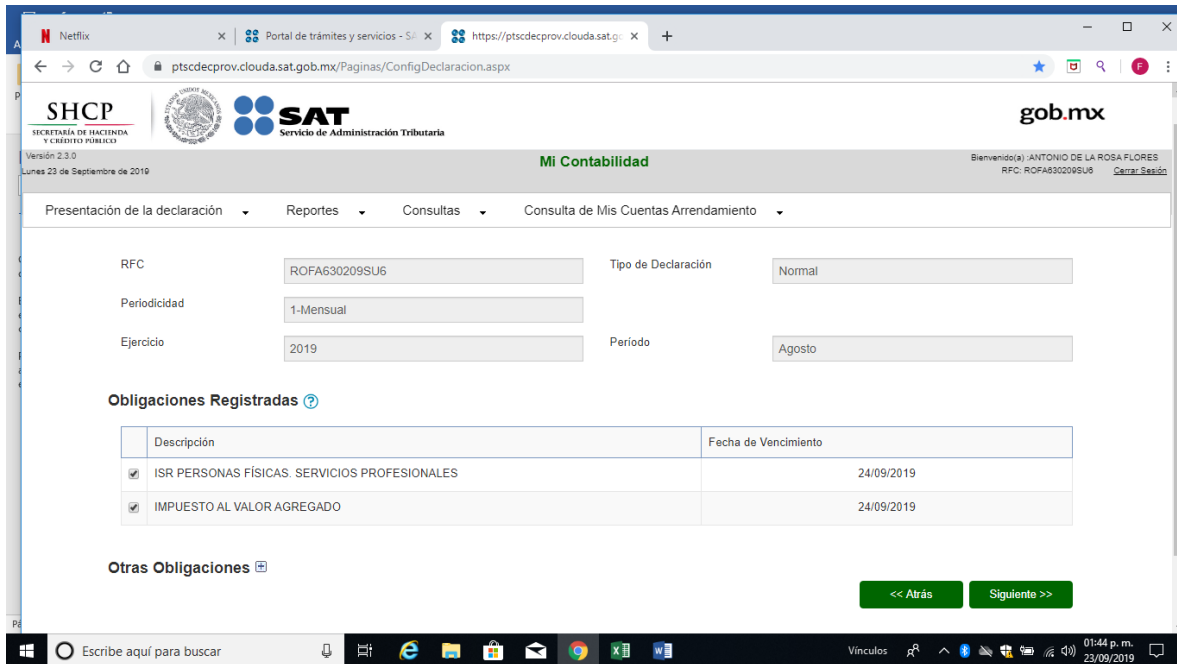 Netflix
Portal de trámites y servicios - SA
https://ptscdecprov.clouda.sat.go
ptscdecprov.clouda.sat.gob.mx/Paginas/ConfigDeclaracion.aspx
F
SHCP
SECRETARÍA DE HACIENDA
Y CRÉDITO PÚBLICO
ESTADOS UNIDOS MEXICANOS
SAT
Servicio de Administración Tributaria
gob.mx
Versión 2.3.0
Lunes 23 de Septiembre de 2019
Mi Contabilidad
Bienvenido(a) :ANTONIO DE LA ROSA FLORES
RFC: ROFA630209SU6 Cerrar Sesión
Presentación de la declaración Reportes Consultas Consulta de Mis Cuentas Arrendamiento
RFC ROFA630209SU6 Tipo de Declaración Normal
Periodicidad 1-Mensual
Ejercicio 2019 Período Agosto
Obligaciones Registradas ?
Descripción Fecha de Vencimiento
ISR PERSONAS FÍSICAS. SERVICIOS PROFESIONALES 24/09/2019
IMPUESTO AL VALOR AGREGADO 24/09/2019
Otras Obligaciones
<< Atrás Siguiente >>
Escribe aquí para buscar
Vínculos
01:44 p. m.
23/09/2019